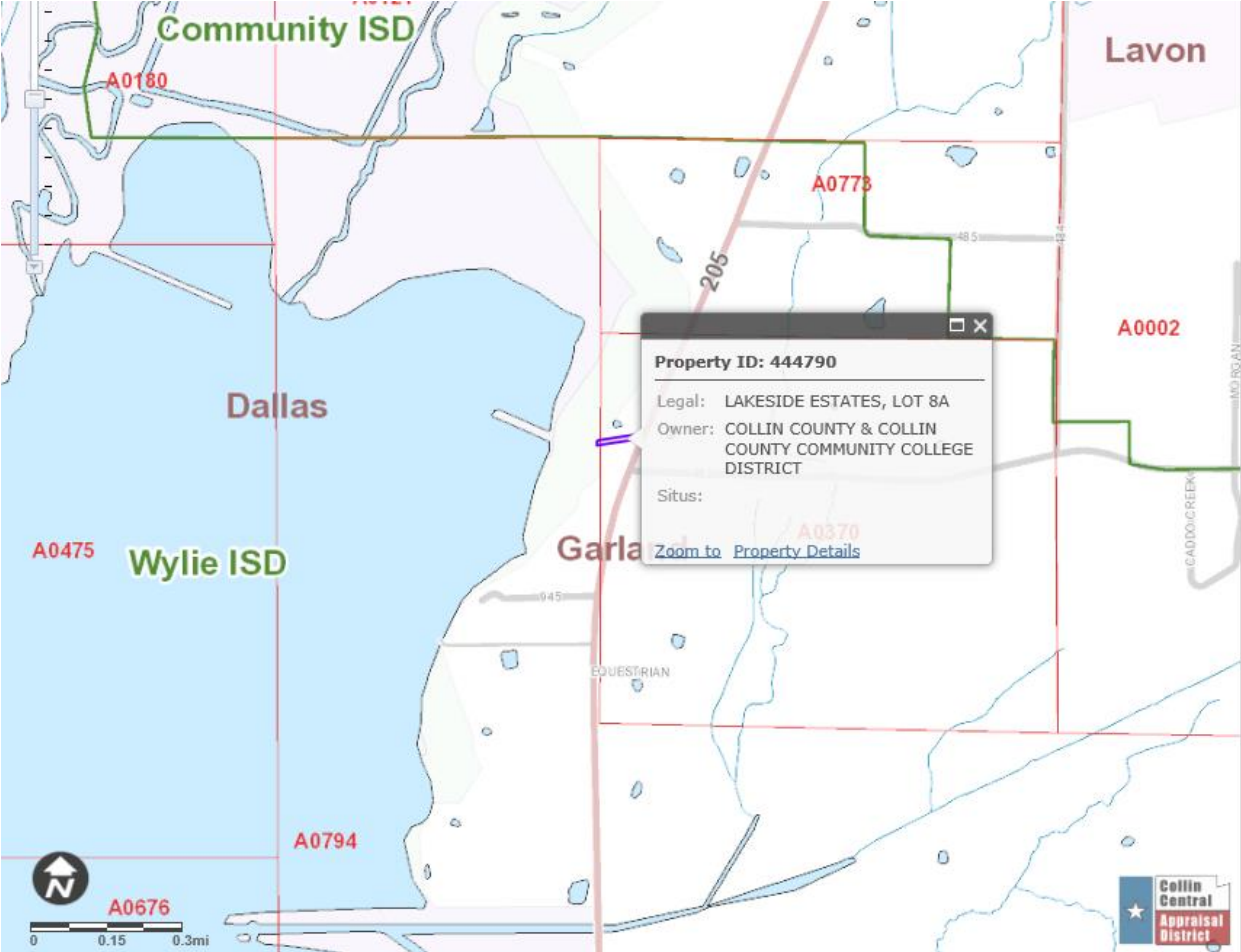 Community ISD
Lavon
A0180
A0773
485
484
205
A0002
MORGAN
Property ID: 444790
Legal: LAKESIDE ESTATES, LOT 8A
Owner: COLLIN COUNTY & COLLIN
COUNTY COMMUNITY COLLEGE
DISTRICT
Situs:
Zoom to Property Details
Dallas
A0370
Garla
CADDO CREEK
A0475
Wylie ISD
945
EQUESTRIAN
A0794
N
A0676
0 0.15 0.3mi
Collin
Central
Appraisal
District